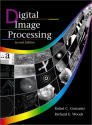 Digital
Image
Processing
Second Edition
Rafael C. Gonzalez
Richard E. Woods